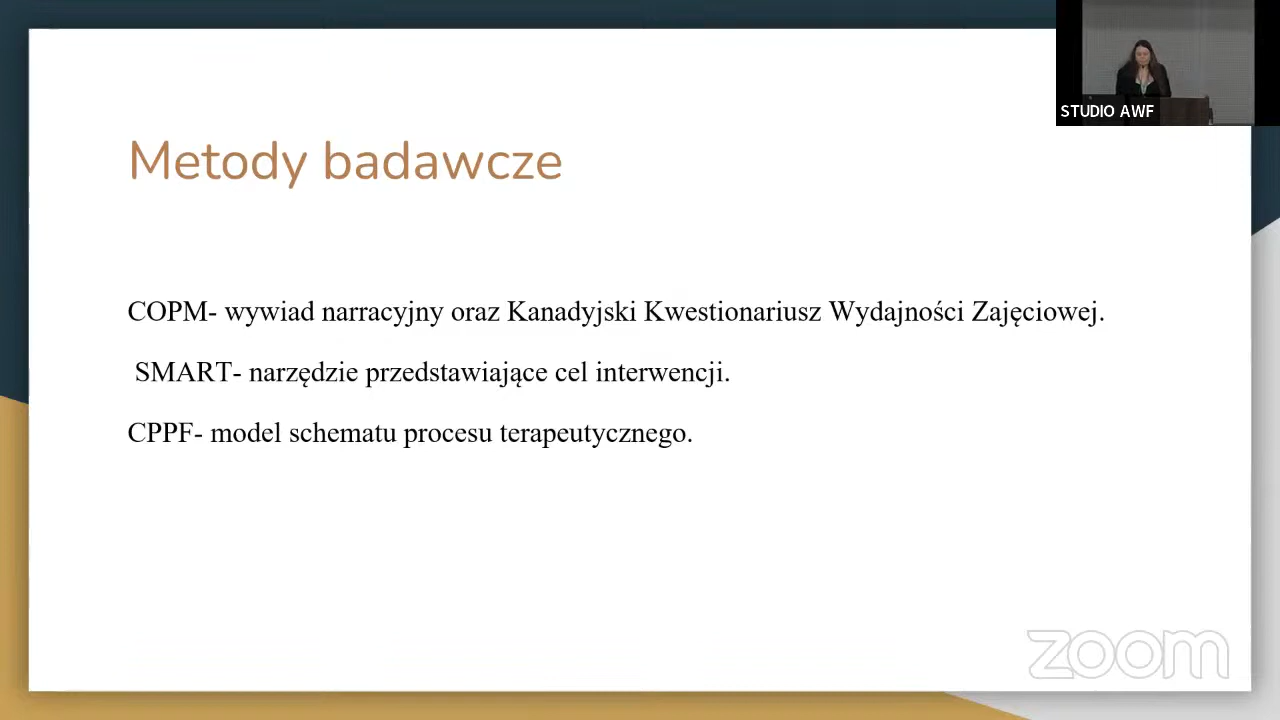 STUDIO AWF
Metody badawcze
COPM- wywiad narracyjny oraz Kanadyjski Kwestionariusz Wydajności Zajęciowej.
SMART- narzędzie przedstawiające cel interwencji.
CPPF- model schematu procesu terapeutycznego.
zoom